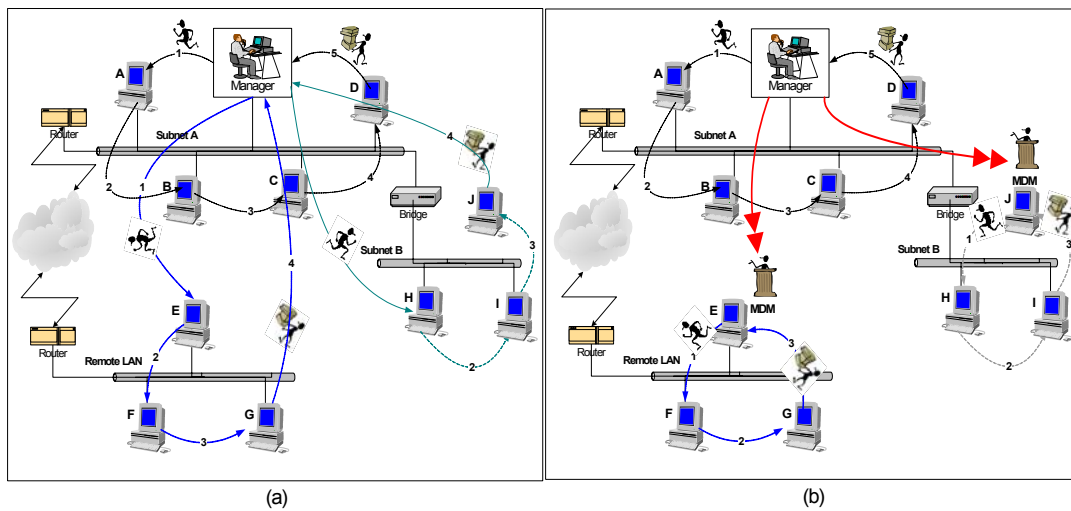 1
5
A
Manager
D
Router
Subnet A
4
2
1
B
3
C
4
J
Bridge
1
3
4
Subnet B
E
H
I
Router
2
2
Remote LAN
F
G
3
(a)
1
5
A
Manager
D
Router
Subnet A
MDM
2
B
3
C
4
J
Bridge
1
3
Subnet B
E
MDM
H
I
Router
1
3
2
Remote LAN
F
G
2
(b)